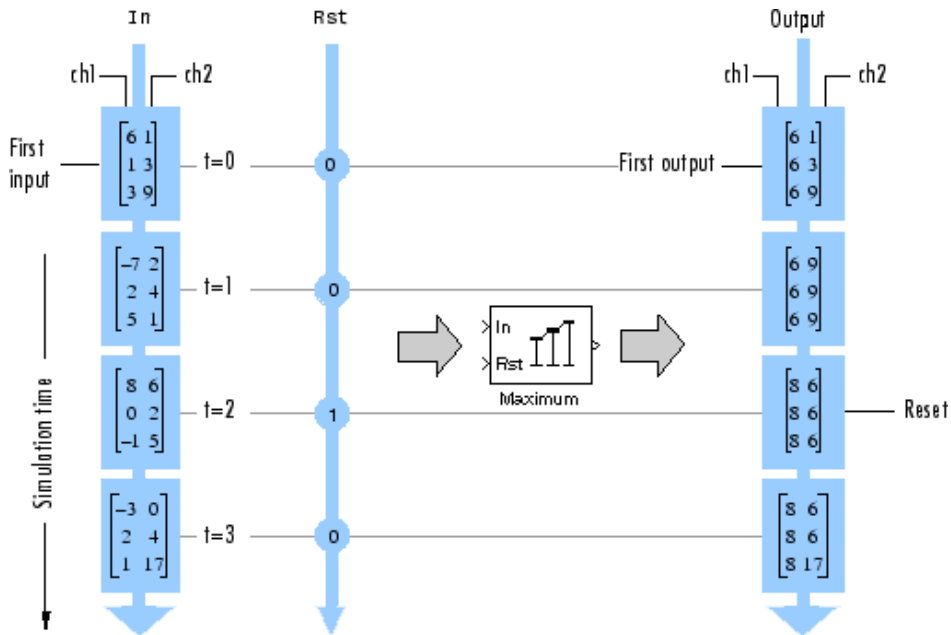 In Rst Output
ch1 ch2 ch1 ch2
First input
6 1
1 3
3 9
t=0
0
First output
6 1
6 3
6 9
Simulation time
−7 2
2 4
5 1
t=1
0
6 9
6 9
6 9
In
Rst
Maximum
8 6
0 2
−1 5
t=2
1
8 6
8 6
8 6
Reset
−3 0
2 4
1 17
t=3
0
8 6
8 6
8 17